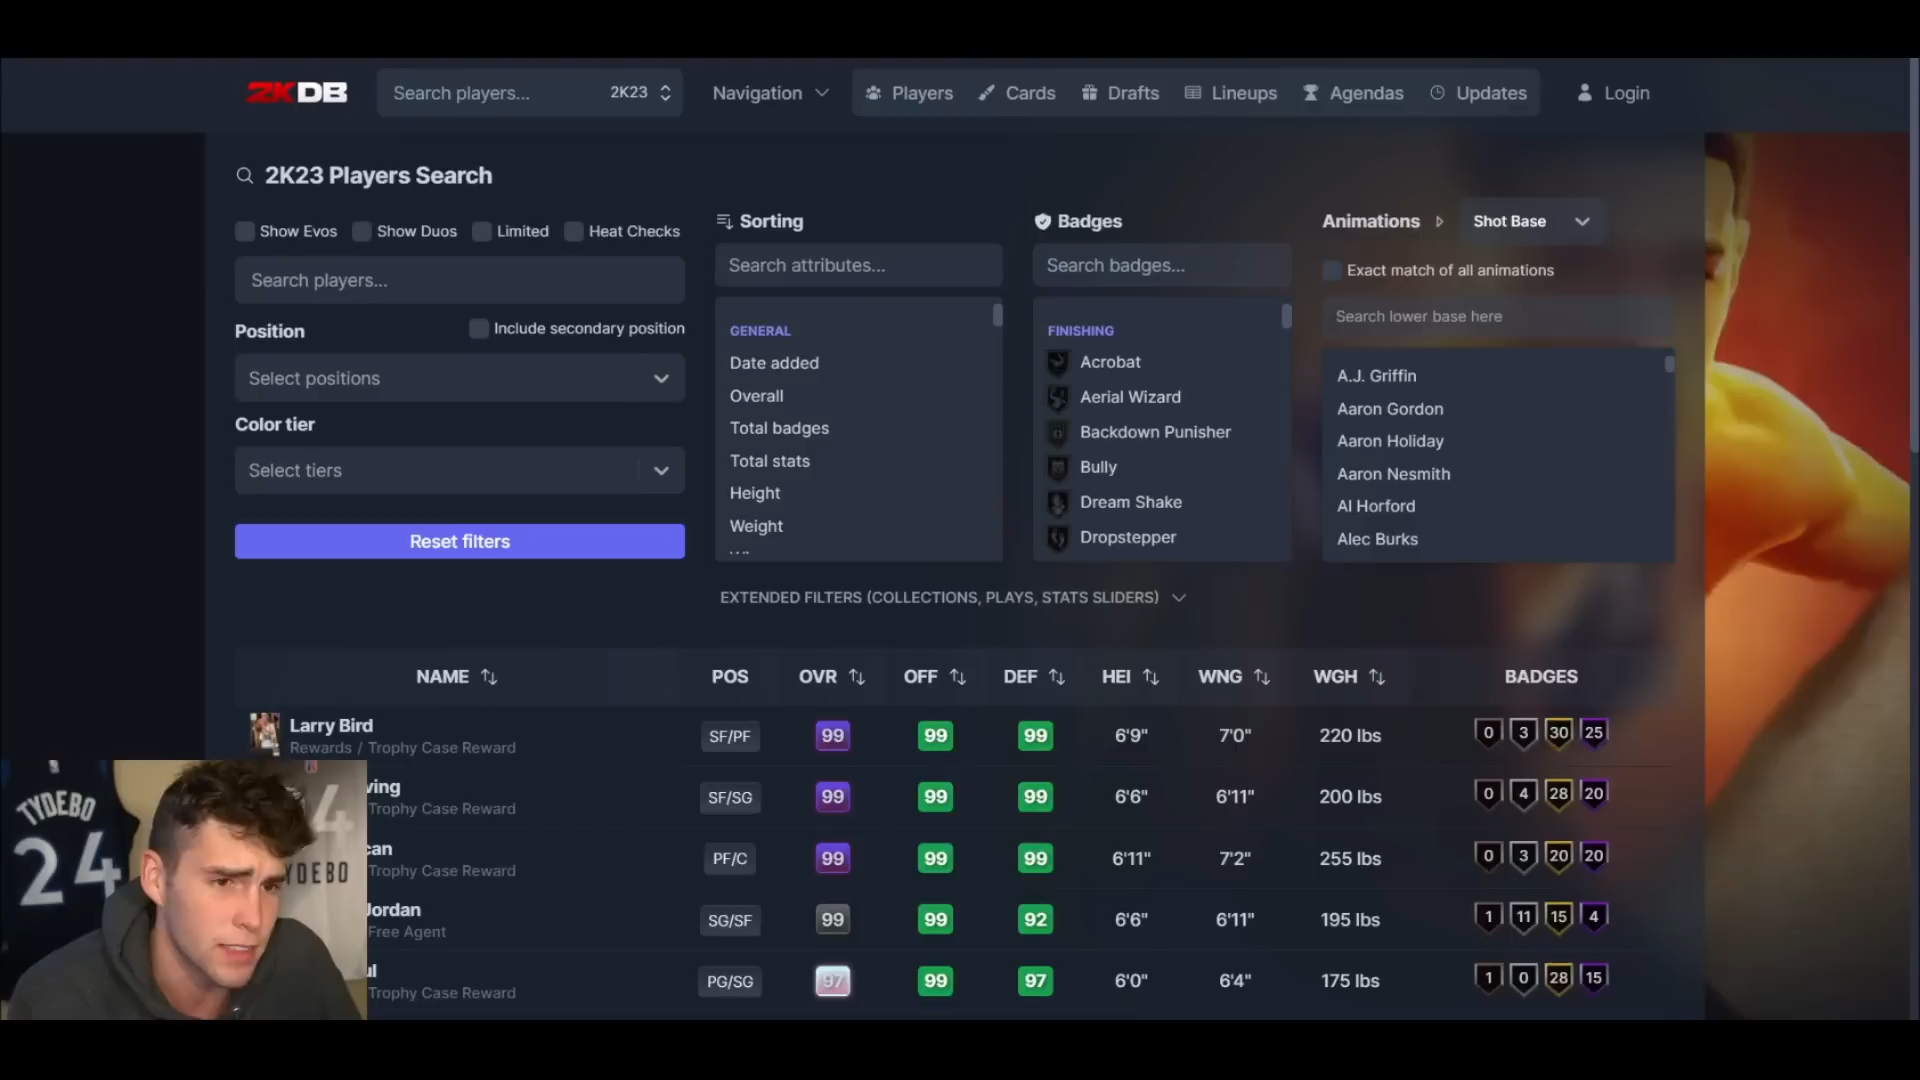 2KDB
Search players... 2K23
Navigation
Players
Cards
Drafts
Lineups
Agendas
Updates
Login
2K23 Players Search
Show Evos Show Duos Limited Heat Checks
Search players...
Position Include secondary position
Select positions
Color tier
Select tiers
Reset filters
Sorting
Search attributes...
GENERAL
Date added
Overall
Total badges
Total stats
Height
Weight
Badges
Search badges...
FINISHING
Acrobat
Aerial Wizard
Backdown Punisher
Bully
Dream Shake
Dropstepper
Animations Shot Base
Exact match of all animations
Search lower base here
A.J. Griffin
Aaron Gordon
Aaron Holiday
Aaron Nesmith
Al Horford
Alec Burks
EXTENDED FILTERS (COLLECTIONS, PLAYS, STATS SLIDERS)
NAME POS OVR OFF DEF HEI WNG WGH BADGES
Larry Bird
Rewards / Trophy Case Reward
SF/PF 99 99 99 6'9" 7'0" 220 lbs 0 3 30 25
ving
Trophy Case Reward
SF/SG 99 99 99 6'6" 6'11" 200 lbs 0 4 28 20
can
Trophy Case Reward
PF/C 99 99 99 6'11" 7'2" 255 lbs 0 3 20 20
Jordan
Free Agent
SG/SF 99 99 92 6'6" 6'11" 195 lbs 1 11 15 4
ul
Trophy Case Reward
PG/SG 97 99 97 6'0" 6'4" 175 lbs 1 0 28 15
TYDEBO
24
4
YDEBO